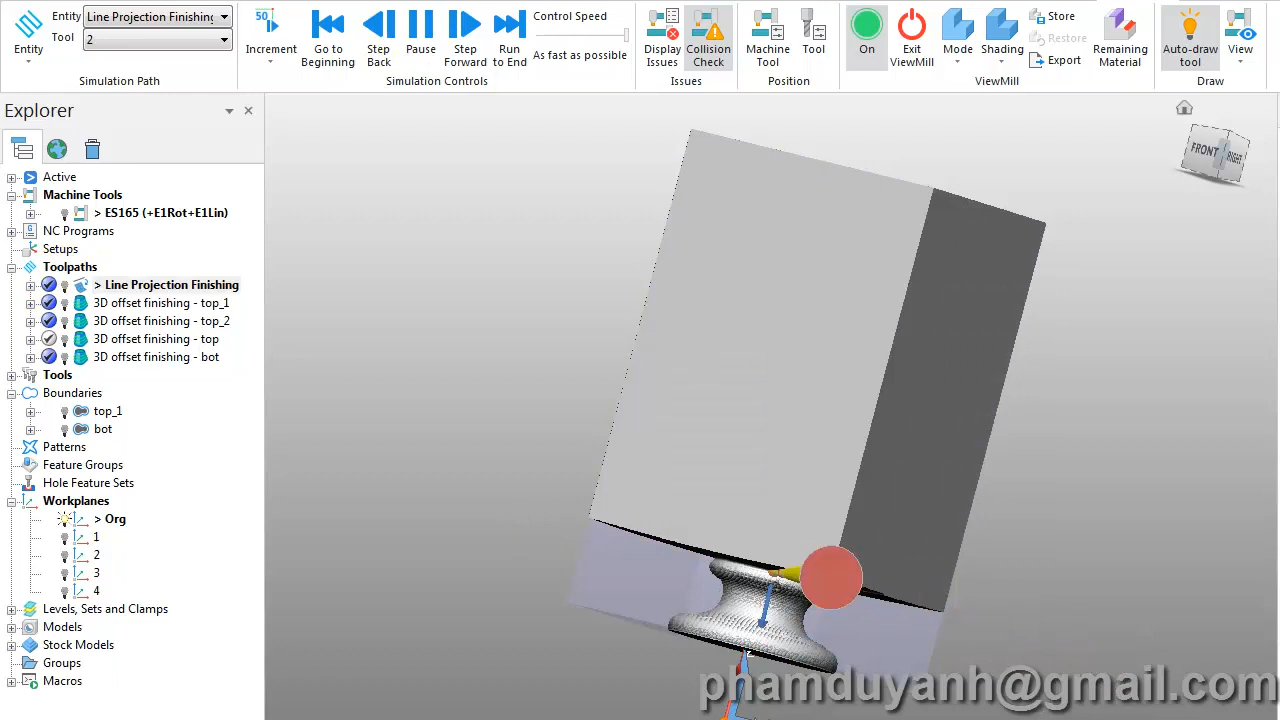 Entity
Entity
Line Projection Finishing
Tool
2
Simulation Path
50
Increment
Go to
Beginning
Step
Back
Pause
Step
Forward
Run
to End
Control Speed
As fast as possible
Simulation Controls
Display
Issues
Collision
Check
Issues
Machine
Tool
Tool
Position
On
Exit
ViewMill
Mode
Shading
Store
Restore
Export
Remaining
Material
ViewMill
Auto-draw
tool
View
Draw
Explorer
Active
Machine Tools
> ES165 (+E1Rot+E1Lin)
NC Programs
Setups
Toolpaths
> Line Projection Finishing
3D offset finishing - top_1
3D offset finishing - top_2
3D offset finishing - top
3D offset finishing - bot
Tools
Boundaries
top_1
bot
Patterns
Feature Groups
Hole Feature Sets
Workplanes
> Org
1
2
3
4
Levels, Sets and Clamps
Models
Stock Models
Groups
Macros
FRONT
RIGHT
Z
phamduyanh@gmail.com